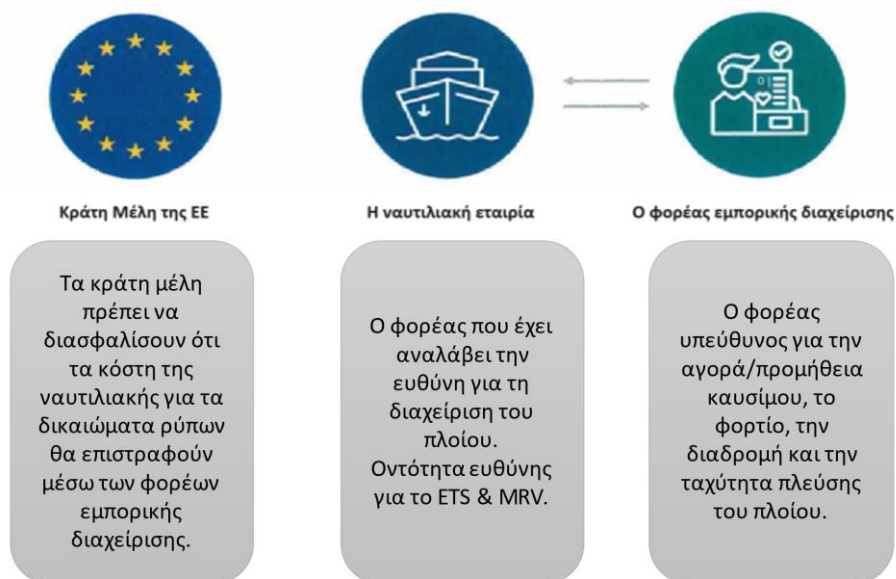 Κράτη Μέλη της ΕΕ
Η ναυτιλιακή εταιρία
Ο φορέας εμπορικής διαχείρισης
Τα κράτη μέλη
πρέπει να
διασφαλίσουν ότι
τα κόστη της
ναυτιλιακής για τα
δικαιώματα ρύπων
θα επιστραφούν
μέσω των φορέων
εμπορικής
διαχείρισης.
Ο φορέας που έχει
αναλάβει την
ευθύνη για τη
διαχείριση του
πλοίου.
Οντότητα ευθύνης
για το ETS & MRV.
Ο φορέας
υπεύθυνος για την
αγορά/προμήθεια
καυσίμου, το
φορτίο, την
διαδρομή και την
ταχύτητα πλεύσης
του πλοίου.